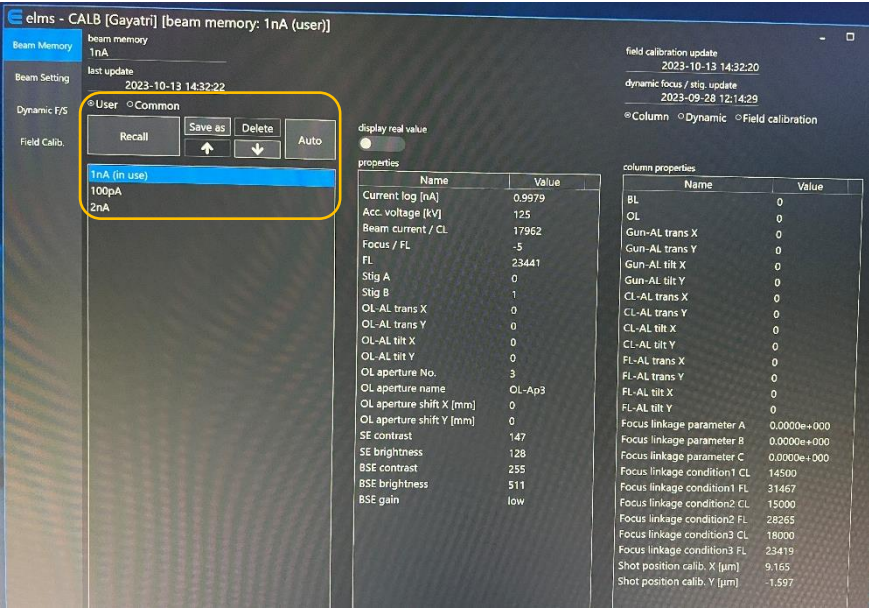 elms - CALB [Gayatri] [beam memory: 1nA (user)]
Beam Memory
Beam Setting
Dynamic F/S
Field Calib.
beam memory
1nA
last update
2023-10-13 14:32:22
User Common
Recall Save as Delete Auto
1nA (in use)
100pA
2nA
display real value
properties
Name Value
Current log [nA] 0.9979
Acc. voltage [kV] 125
Beam current / CL 17962
Focus / FL -5
FL 23441
Stig A 0
Stig B 1
OL-AL trans X 0
OL-AL trans Y 0
OL-AL tilt X 0
OL-AL tilt Y 0
OL aperture No. 3
OL aperture name OL-Ap3
OL aperture shift X [mm] 0
OL aperture shift Y [mm] 0
SE contrast 147
SE brightness 128
BSE contrast 255
BSE brightness 511
BSE gain low
field calibration update
2023-10-13 14:32:20
dynamic focus / stig. update
2023-09-28 12:14:29
Column Dynamic Field calibration
column properties
Name Value
BL 0
OL 0
Gun-AL trans X 0
Gun-AL trans Y 0
Gun-AL tilt X 0
Gun-AL tilt Y 0
CL-AL trans X 0
CL-AL trans Y 0
CL-AL tilt X 0
CL-AL tilt Y 0
FL-AL trans X 0
FL-AL trans Y 0
FL-AL tilt X 0
FL-AL tilt Y 0
Focus linkage parameter A 0.0000e+000
Focus linkage parameter B 0.0000e+000
Focus linkage parameter C 0.0000e+000
Focus linkage condition1 CL 14500
Focus linkage condition1 FL 31467
Focus linkage condition2 CL 15000
Focus linkage condition2 FL 28265
Focus linkage condition3 CL 18000
Focus linkage condition3 FL 23419
Shot position calib. X [µm] 9.165
Shot position calib. Y [µm] -1.597